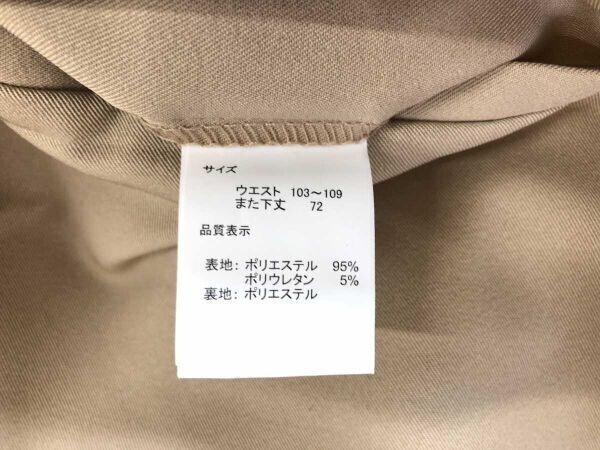 サイズ
ウエスト 103～109
また下丈 72
品質表示
表地: ポリエステル 95%
ポリウレタン 5%
裏地: ポリエステル